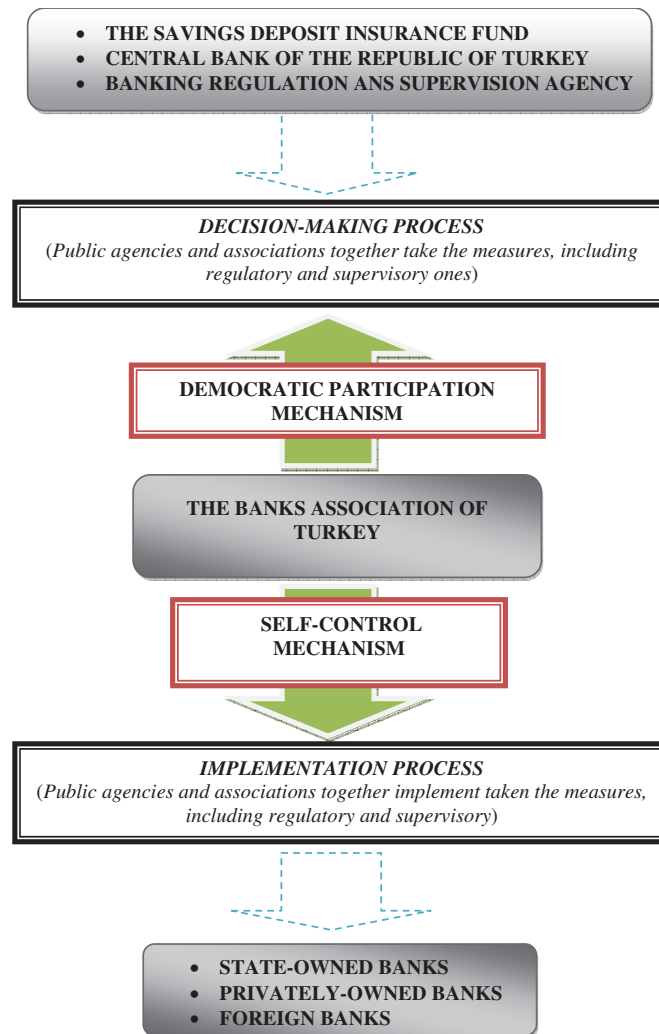 • THE SAVINGS DEPOSIT INSURANCE FUND
• CENTRAL BANK OF THE REPUBLIC OF TURKEY
• BANKING REGULATION ANS SUPERVISION AGENCY
DECISION-MAKING PROCESS
(Public agencies and associations together take the measures, including
regulatory and supervisory ones)
DEMOCRATIC PARTICIPATION
MECHANISM
THE BANKS ASSOCIATION OF
TURKEY
SELF-CONTROL
MECHANISM
IMPLEMENTATION PROCESS
(Public agencies and associations together implement taken the measures,
including regulatory and supervisory)
• STATE-OWNED BANKS
• PRIVATELY-OWNED BANKS
• FOREIGN BANKS